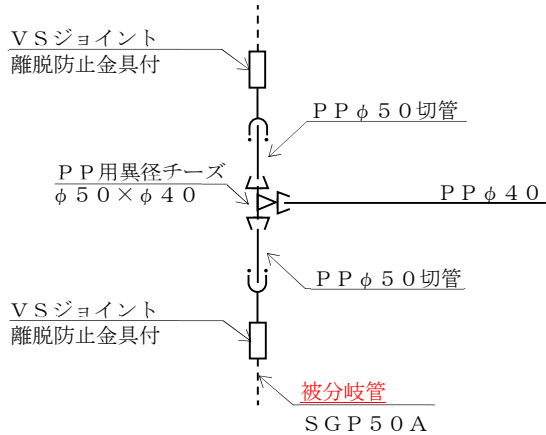 ＶＳジョイント
離脱防止金具付
ＰＰφ５０切管
ＰＰ用異径チーズ
φ５０×φ４０
ＰＰφ４０
ＰＰφ５０切管
ＶＳジョイント
離脱防止金具付
被分岐管
ＳＧＰ５０Ａ